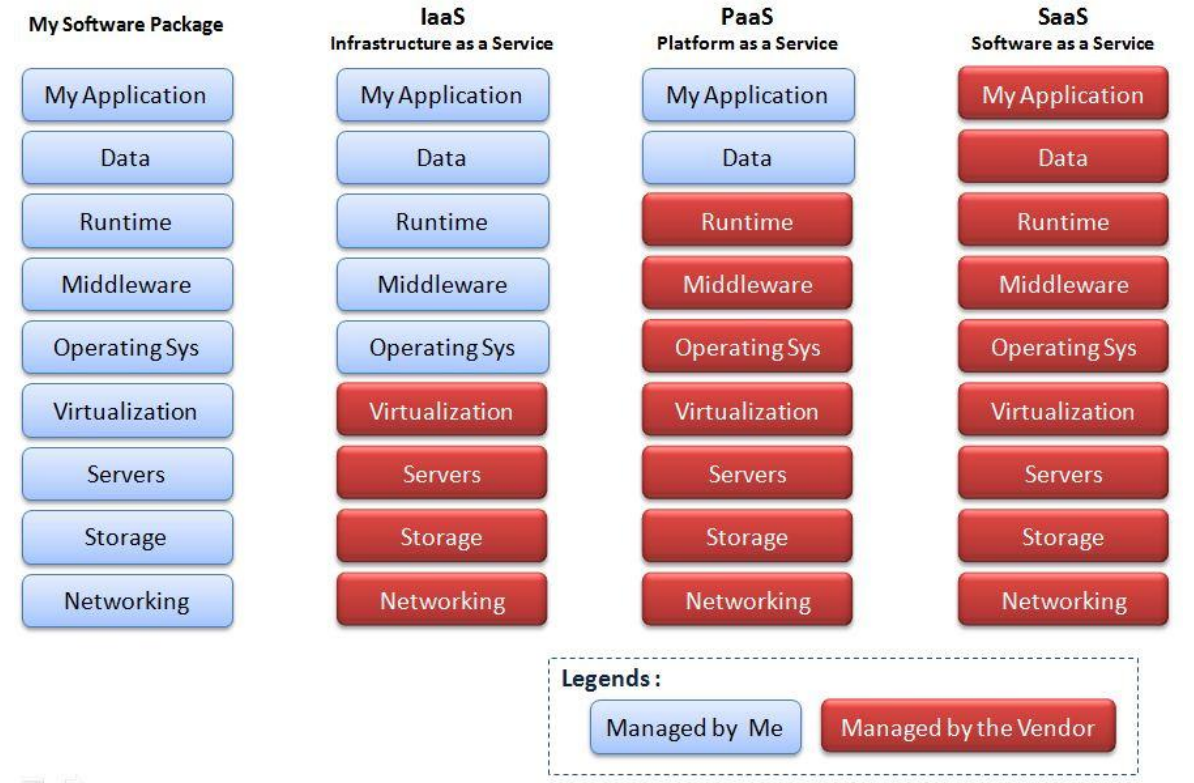 My Software Package
IaaS
Infrastructure as a Service
PaaS
Platform as a Service
SaaS
Software as a Service
My Application
My Application
My Application
My Application
Data
Data
Data
Data
Runtime
Runtime
Runtime
Runtime
Middleware
Middleware
Middleware
Middleware
Operating Sys
Operating Sys
Operating Sys
Operating Sys
Virtualization
Virtualization
Virtualization
Virtualization
Servers
Servers
Servers
Servers
Storage
Storage
Storage
Storage
Networking
Networking
Networking
Networking
Legends :
Managed by Me
Managed by the Vendor